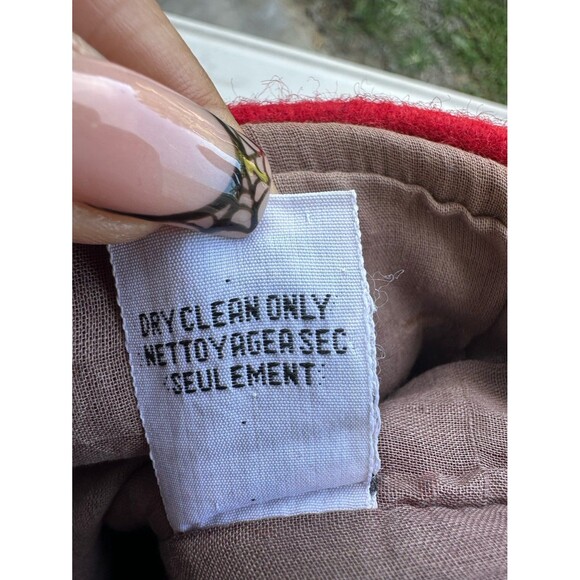 DRY CLEAN ONLY
NETTOYAGE A SEC
SEULEMENT